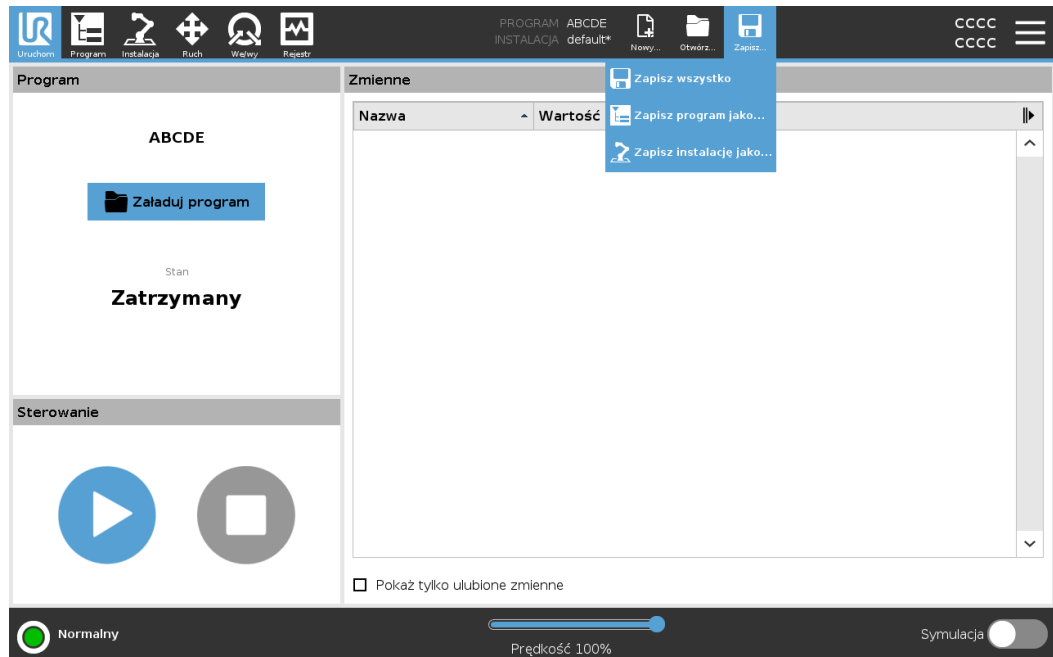 UR
Uruchom Program Instalacja Ruch We/wy Rejestr
PROGRAM ABCDE
INSTALACJA default*
Nowy... Otwórz... Zapisz...
CCCC
CCCC
Zapisz wszystko
Zapisz program jako...
Zapisz instalację jako...
Program
ABCDE
Załaduj program
Stan
Zatrzymany
Sterowanie
Zmienne
Nazwa Wartość
Pokaż tylko ulubione zmienne
Normalny
Prędkość 100%
Symulacja